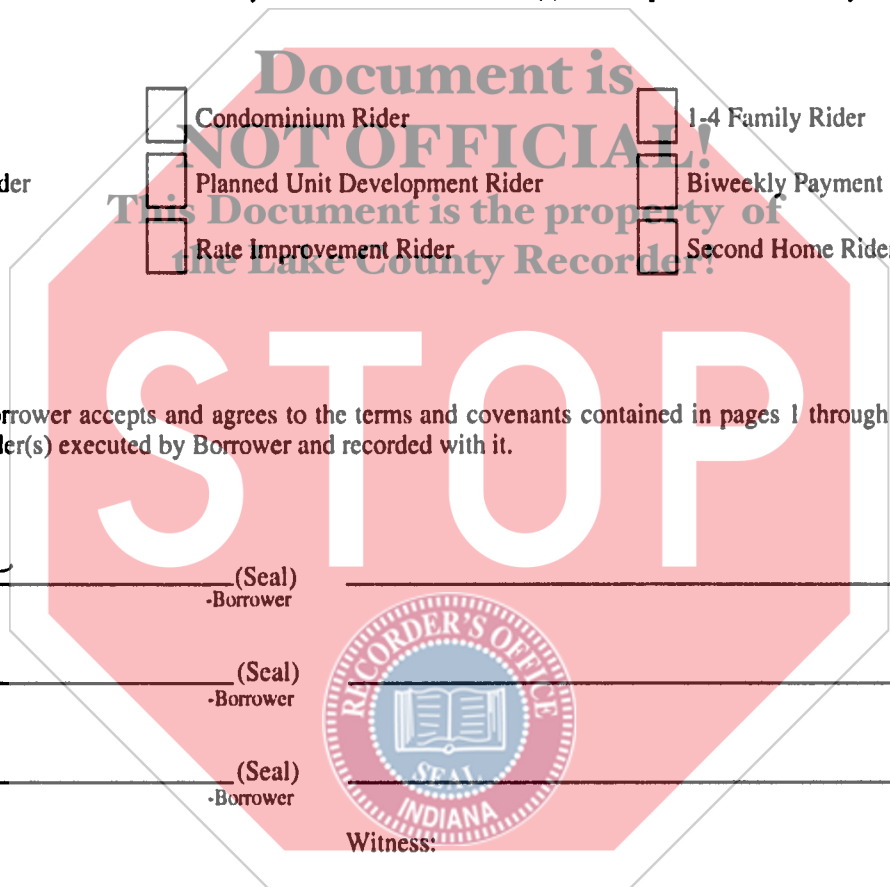 Document is
NOT OFFICIAL!
This Document is the property of
the Lake County Recorder!
Condominium Rider
1-4 Family Rider
der
Planned Unit Development Rider
Biweekly Payment
Rate Improvement Rider
Second Home Rider
STOP
orrower accepts and agrees to the terms and covenants contained in pages 1 through
der(s) executed by Borrower and recorded with it.
(Seal)
-Borrower
(Seal)
-Borrower
(Seal)
-Borrower
RECORDER'S OFFICE
SEAL
INDIANA
Witness: